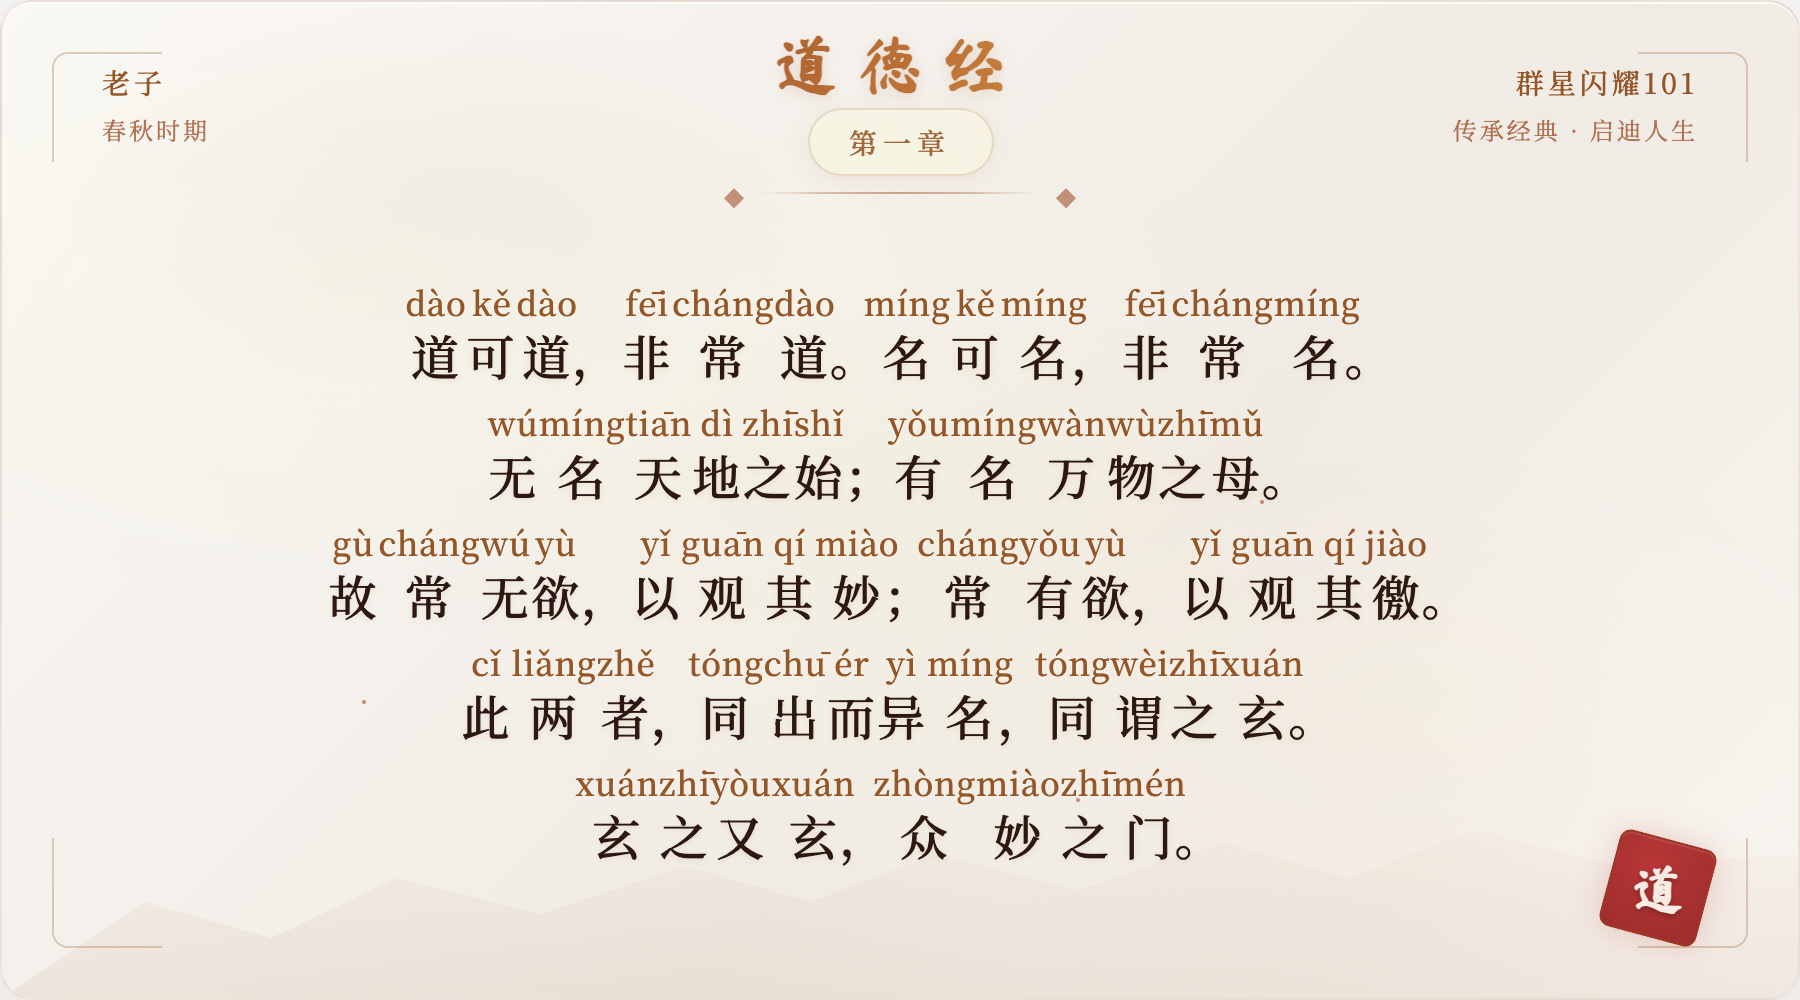 老子
春秋时期
道德经
第一章
群星闪耀101
传承经典 · 启迪人生
dào kě dào fēi cháng dào míng kě míng fēi cháng míng
道可道，非常道。名可名，非常名。
wú míng tiān dì zhī shǐ yǒu míng wàn wù zhī mǔ
无名天地之始；有名万物之母。
gù cháng wú yù yǐ guān qí miào cháng yǒu yù yǐ guān qí jiào
故常无欲，以观其妙；常有欲，以观其徼。
cǐ liǎng zhě tóng chū ér yì míng tóng wèi zhī xuán
此两者，同出而异名，同谓之玄。
xuán zhī yòu xuán zhòng miào zhī mén
玄之又玄，众妙之门。
道